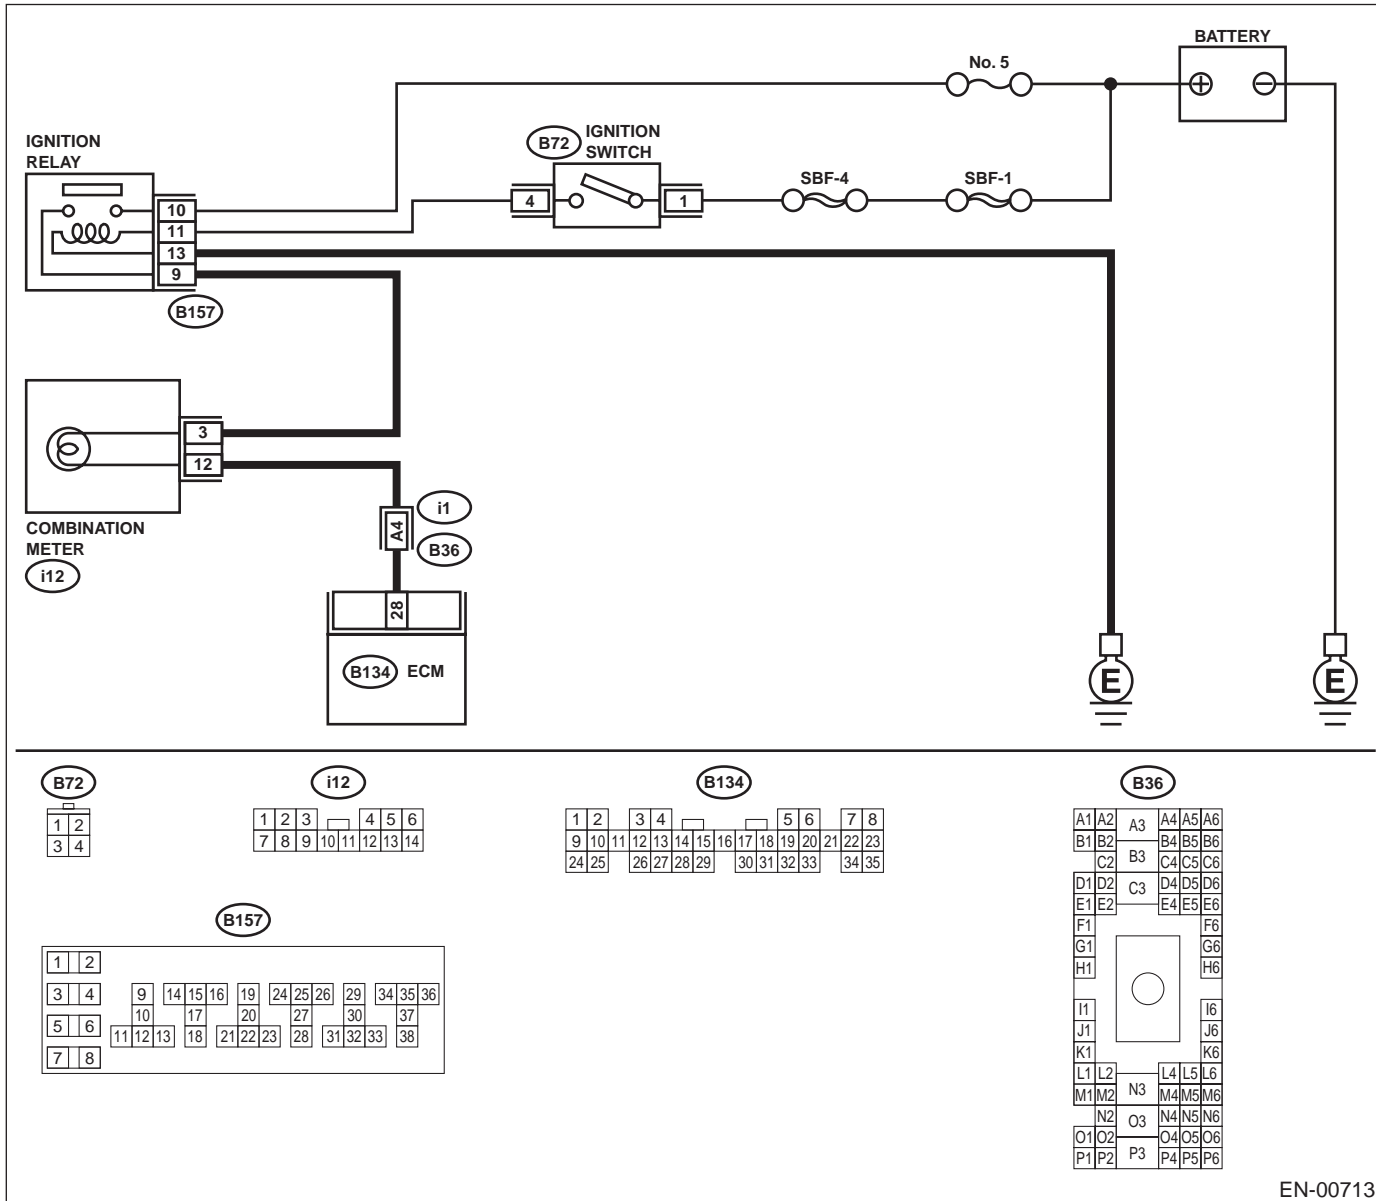 BATTERY
No. 5
IGNITION
RELAY
B72
IGNITION
SWITCH
SBF-4
SBF-1
4
1
10
11
13
9
B157
3
12
COMBINATION
METER
i12
i1
A4
B36
28
B134 ECM
E
E
B72
1 2
3 4
i12
1 2 3 4 5 6
7 8 9 10 11 12 13 14
B134
1 2 3 4 5 6 7 8
9 10 11 12 13 14 15 16 17 18 19 20 21 22 23
24 25 26 27 28 29 30 31 32 33 34 35
B157
1 2
3 4 9 14 15 16 19 24 25 26 29 34 35 36
10 17 20 27 30 37
5 6
11 12 13 18 21 22 23 28 31 32 33 38
7 8
B36
A1 A2 A3 A4 A5 A6
B1 B2 B4 B5 B6
B3
C2 C4 C5 C6
D1 D2 C3 D4 D5 D6
E1 E2 E4 E5 E6
F1 F6
G1 G6
H1 H6
I1 I6
J1 J6
K1 K6
L1 L2 L4 L5 L6
M1 M2 N3 M4 M5 M6
N2 O3 N4 N5 N6
O1 O2 O4 O5 O6
P1 P2 P3 P4 P5 P6
EN-00713